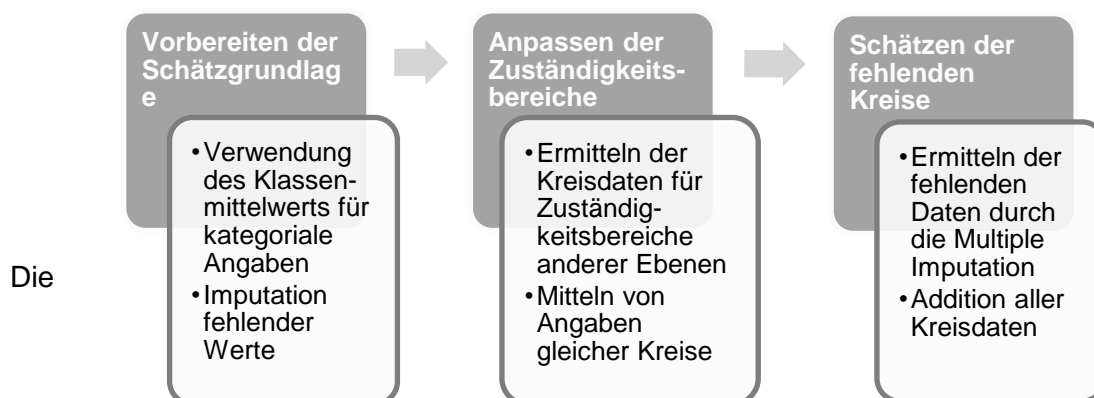 Vorbereiten der
Schätzgrundlag
e
•Verwendung
des Klassen-
mittelwerts für
kategoriale
Angaben
•Imputation
fehlender
Werte
Anpassen der
Zuständigkeits-
bereiche
•Ermitteln der
Kreisdaten für
Zuständig-
keitsbereiche
anderer Ebenen
•Mitteln von
Angaben
gleicher Kreise
Schätzen der
fehlenden
Kreise
•Ermitteln der
fehlenden
Daten durch
die Multiple
Imputation
•Addition aller
Kreisdaten
Die